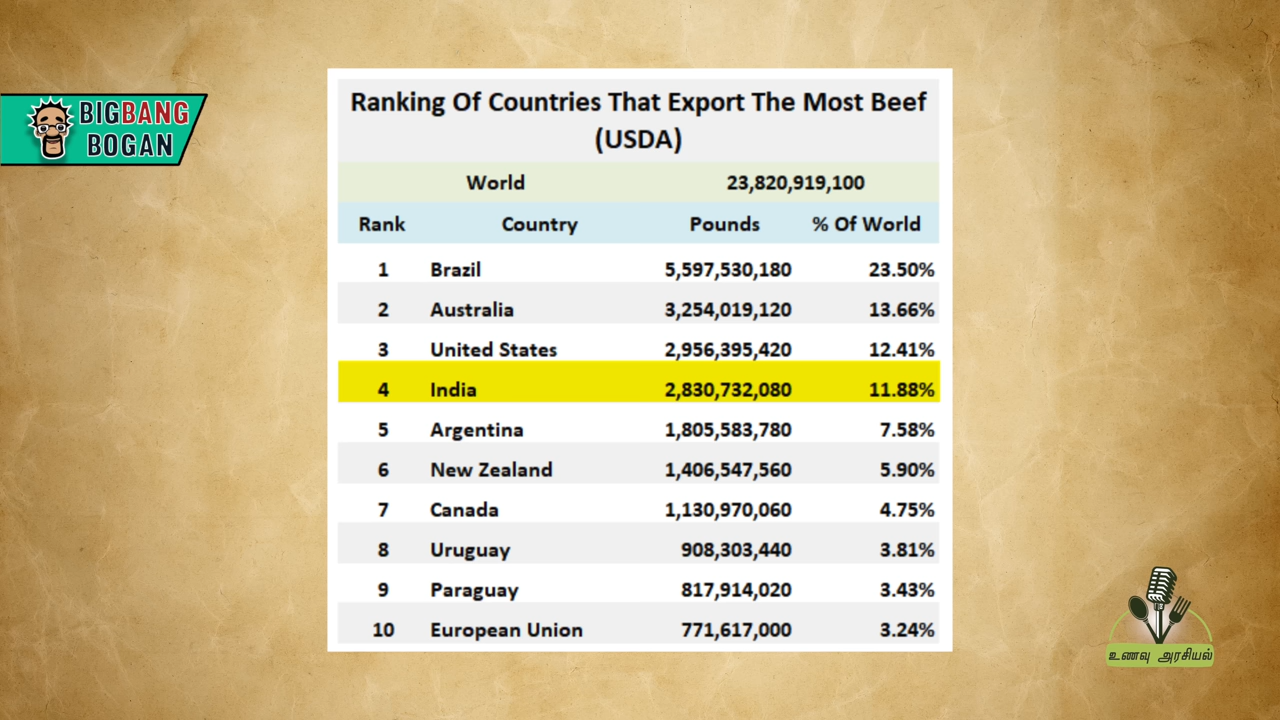 BIGBANG
BOGAN
Ranking Of Countries That Export The Most Beef
(USDA)
World 23,820,919,100
Rank Country Pounds % Of World
1 Brazil 5,597,530,180 23.50%
2 Australia 3,254,019,120 13.66%
3 United States 2,956,395,420 12.41%
4 India 2,830,732,080 11.88%
5 Argentina 1,805,583,780 7.58%
6 New Zealand 1,406,547,560 5.90%
7 Canada 1,130,970,060 4.75%
8 Uruguay 908,303,440 3.81%
9 Paraguay 817,914,020 3.43%
10 European Union 771,617,000 3.24%
உணவு அரசியல்